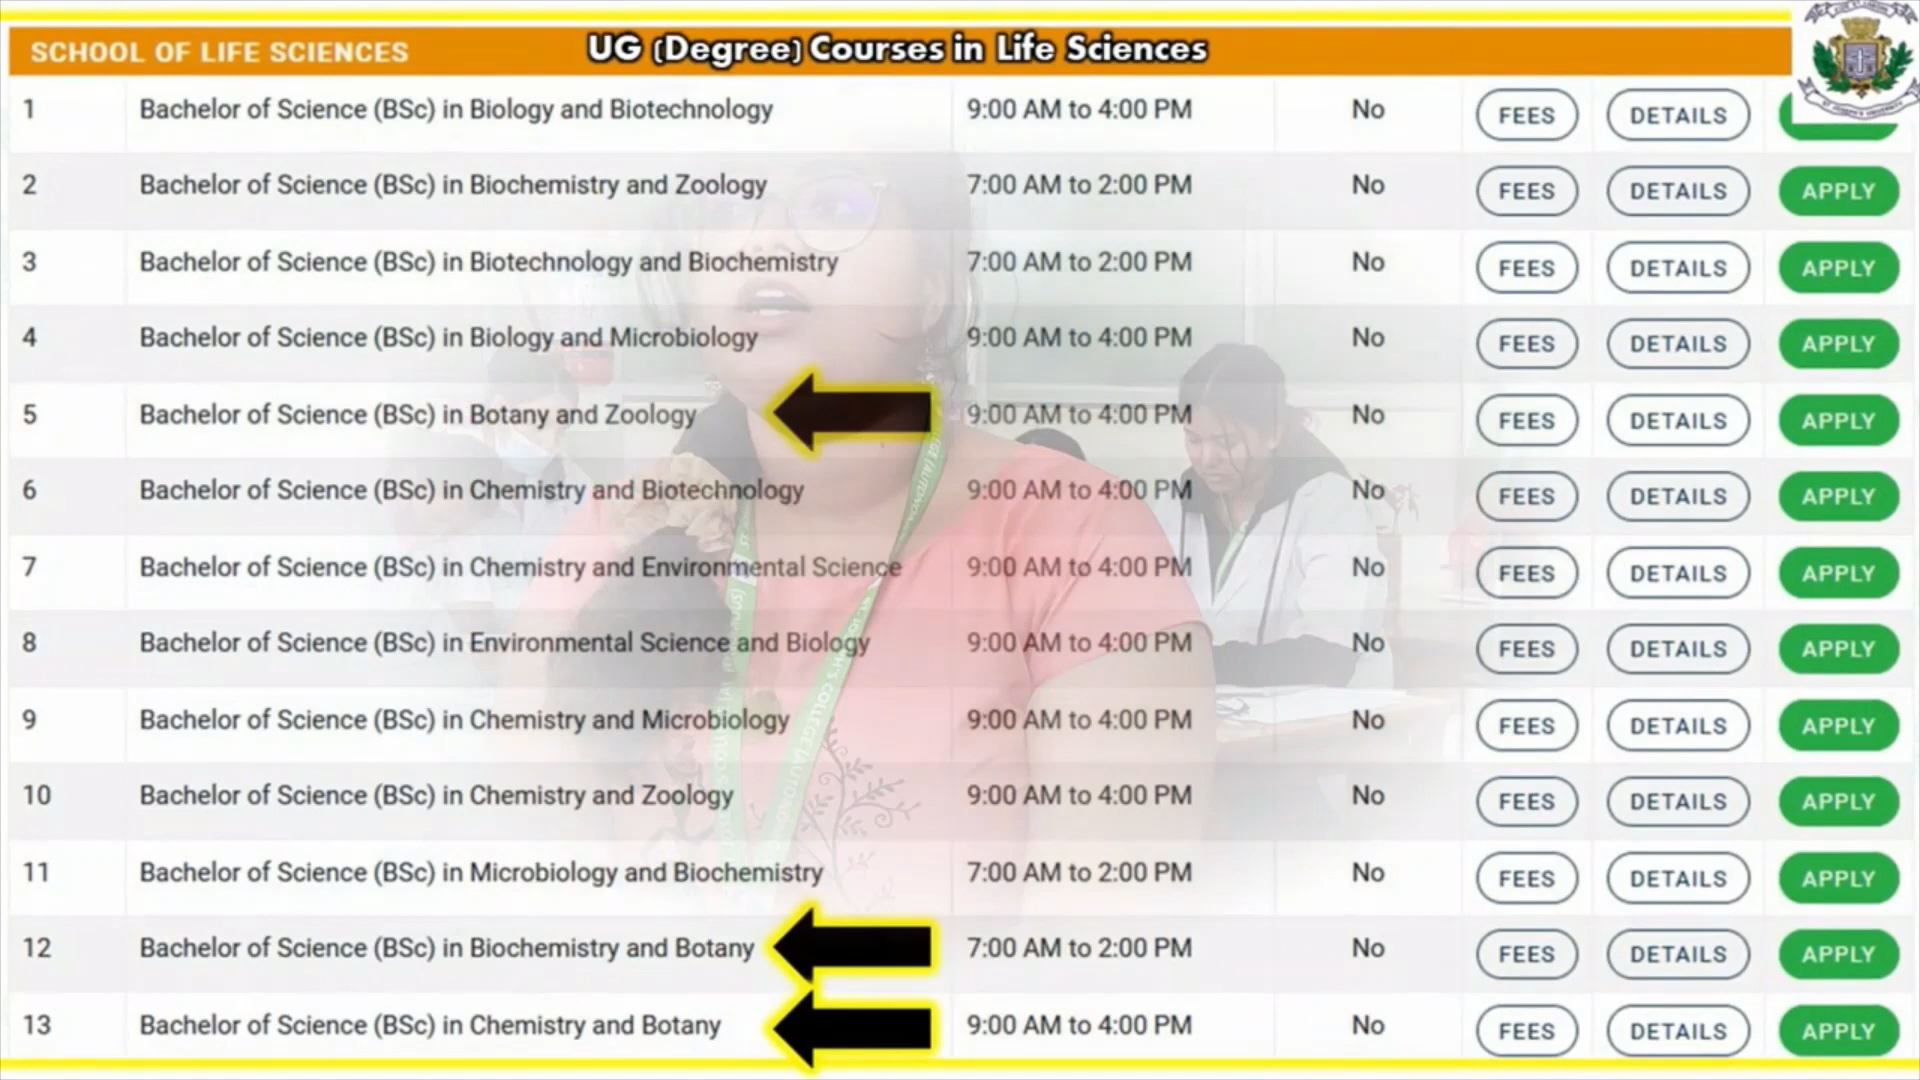 SCHOOL OF LIFE SCIENCES UG (Degree) Courses in Life Sciences
1 Bachelor of Science (BSc) in Biology and Biotechnology 9:00 AM to 4:00 PM No FEES DETAILS
2 Bachelor of Science (BSc) in Biochemistry and Zoology 7:00 AM to 2:00 PM No FEES DETAILS APPLY
3 Bachelor of Science (BSc) in Biotechnology and Biochemistry 7:00 AM to 2:00 PM No FEES DETAILS APPLY
4 Bachelor of Science (BSc) in Biology and Microbiology 9:00 AM to 4:00 PM No FEES DETAILS APPLY
5 Bachelor of Science (BSc) in Botany and Zoology 9:00 AM to 4:00 PM No FEES DETAILS APPLY
6 Bachelor of Science (BSc) in Chemistry and Biotechnology 9:00 AM to 4:00 PM No FEES DETAILS APPLY
7 Bachelor of Science (BSc) in Chemistry and Environmental Science 9:00 AM to 4:00 PM No FEES DETAILS APPLY
8 Bachelor of Science (BSc) in Environmental Science and Biology 9:00 AM to 4:00 PM No FEES DETAILS APPLY
9 Bachelor of Science (BSc) in Chemistry and Microbiology 9:00 AM to 4:00 PM No FEES DETAILS APPLY
10 Bachelor of Science (BSc) in Chemistry and Zoology 9:00 AM to 4:00 PM No FEES DETAILS APPLY
11 Bachelor of Science (BSc) in Microbiology and Biochemistry 7:00 AM to 2:00 PM No FEES DETAILS APPLY
12 Bachelor of Science (BSc) in Biochemistry and Botany 7:00 AM to 2:00 PM No FEES DETAILS APPLY
13 Bachelor of Science (BSc) in Chemistry and Botany 9:00 AM to 4:00 PM No FEES DETAILS APPLY